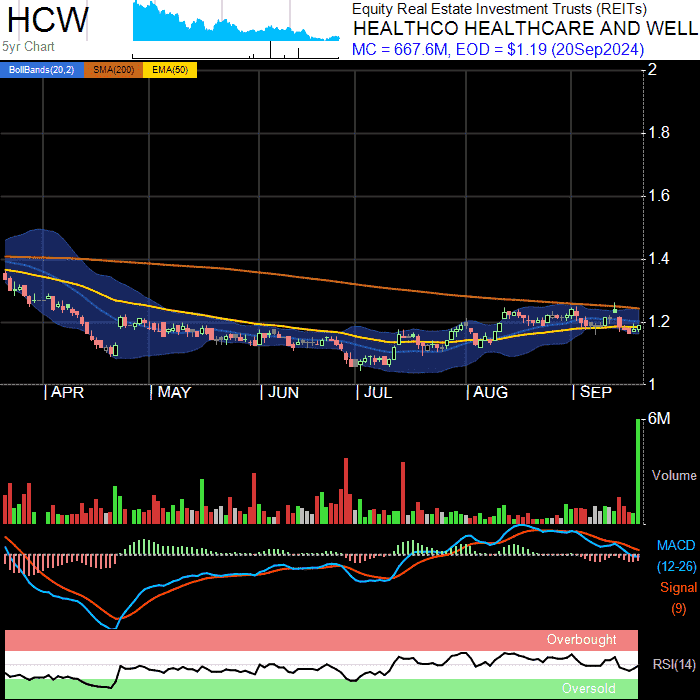 HCW
5yr Chart
Equity Real Estate Investment Trusts (REITs)
HEALTHCO HEALTHCARE AND WELL
MC = 667.6M, EOD = $1.19 (20Sep2024)
BollBands(20,2) SMA(200) EMA(50)
2
1.8
1.6
1.4
1.2
1
APR MAY JUN JUL AUG SEP
6M
Volume
MACD
(12-26)
Signal
(9)
Overbought
RSI(14)
Oversold